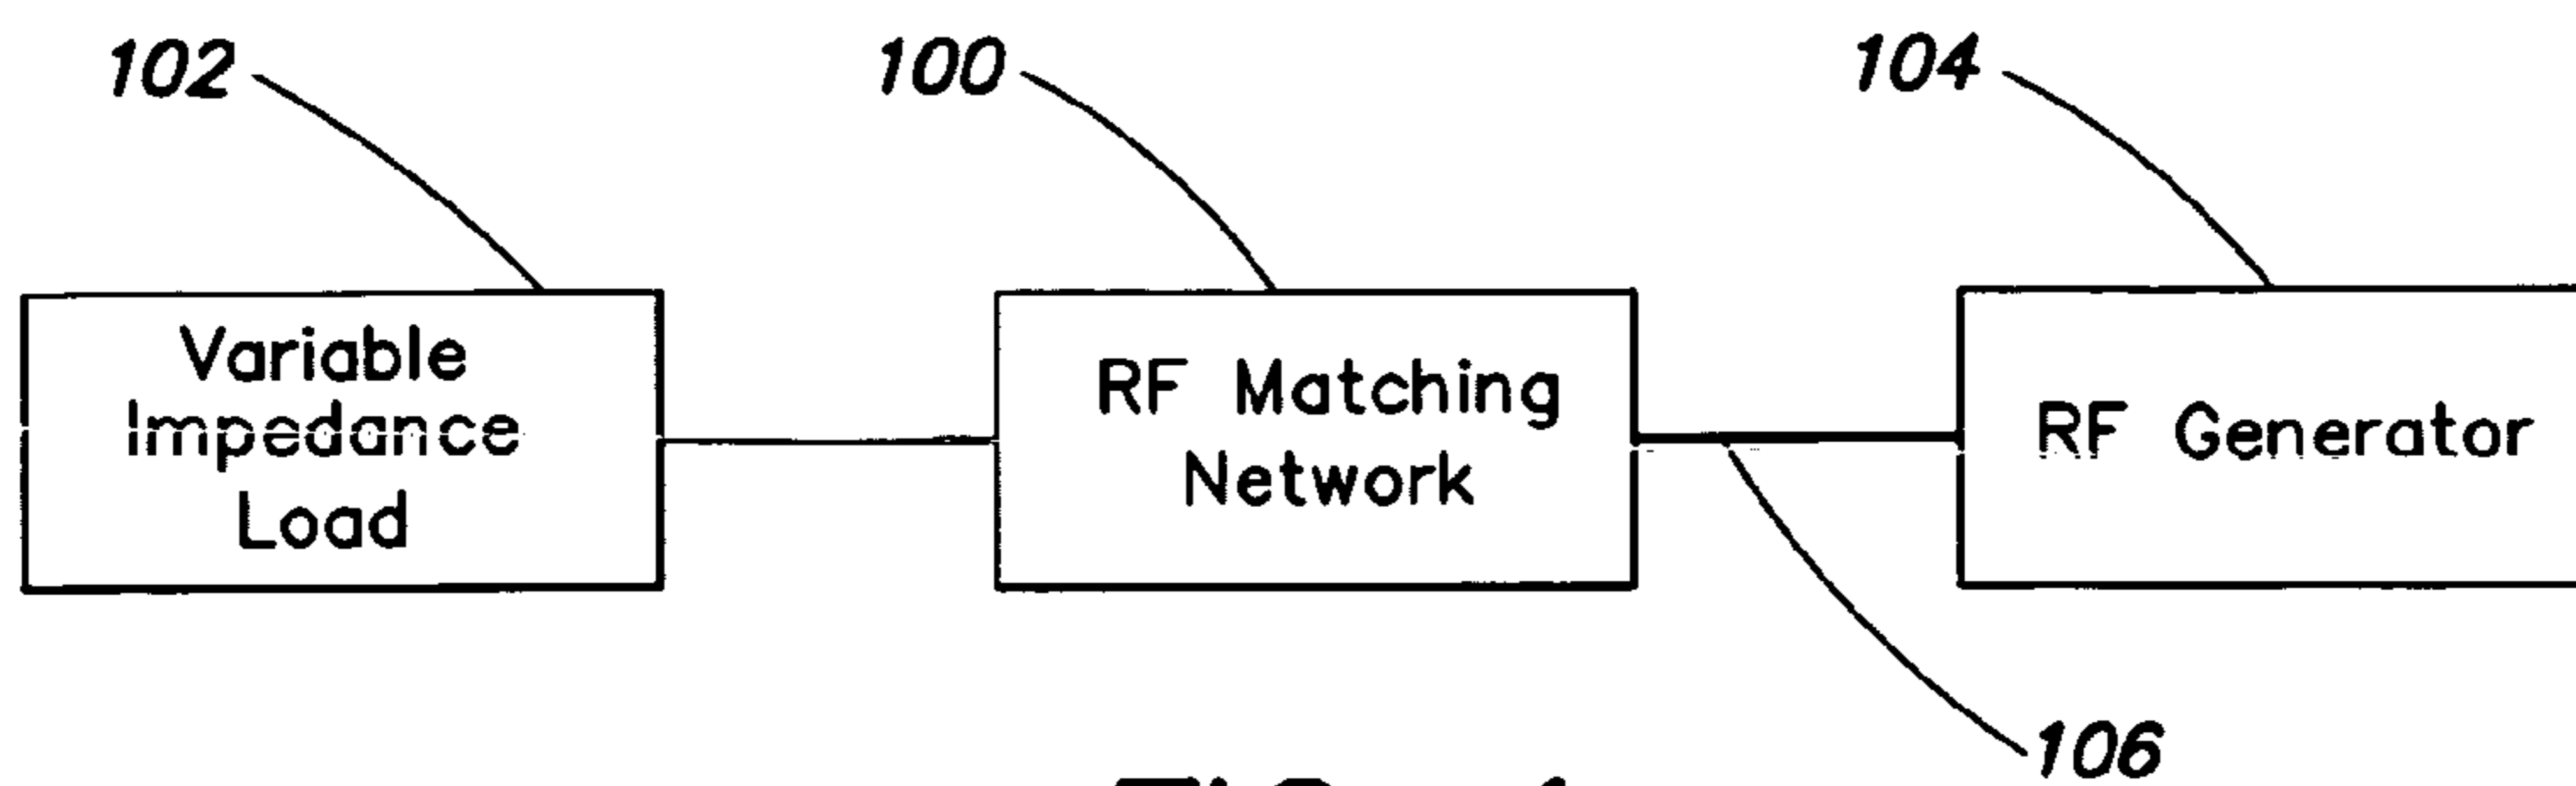 102
100
104
Variable
Impedance
Load
RF Matching
Network
RF Generator
106